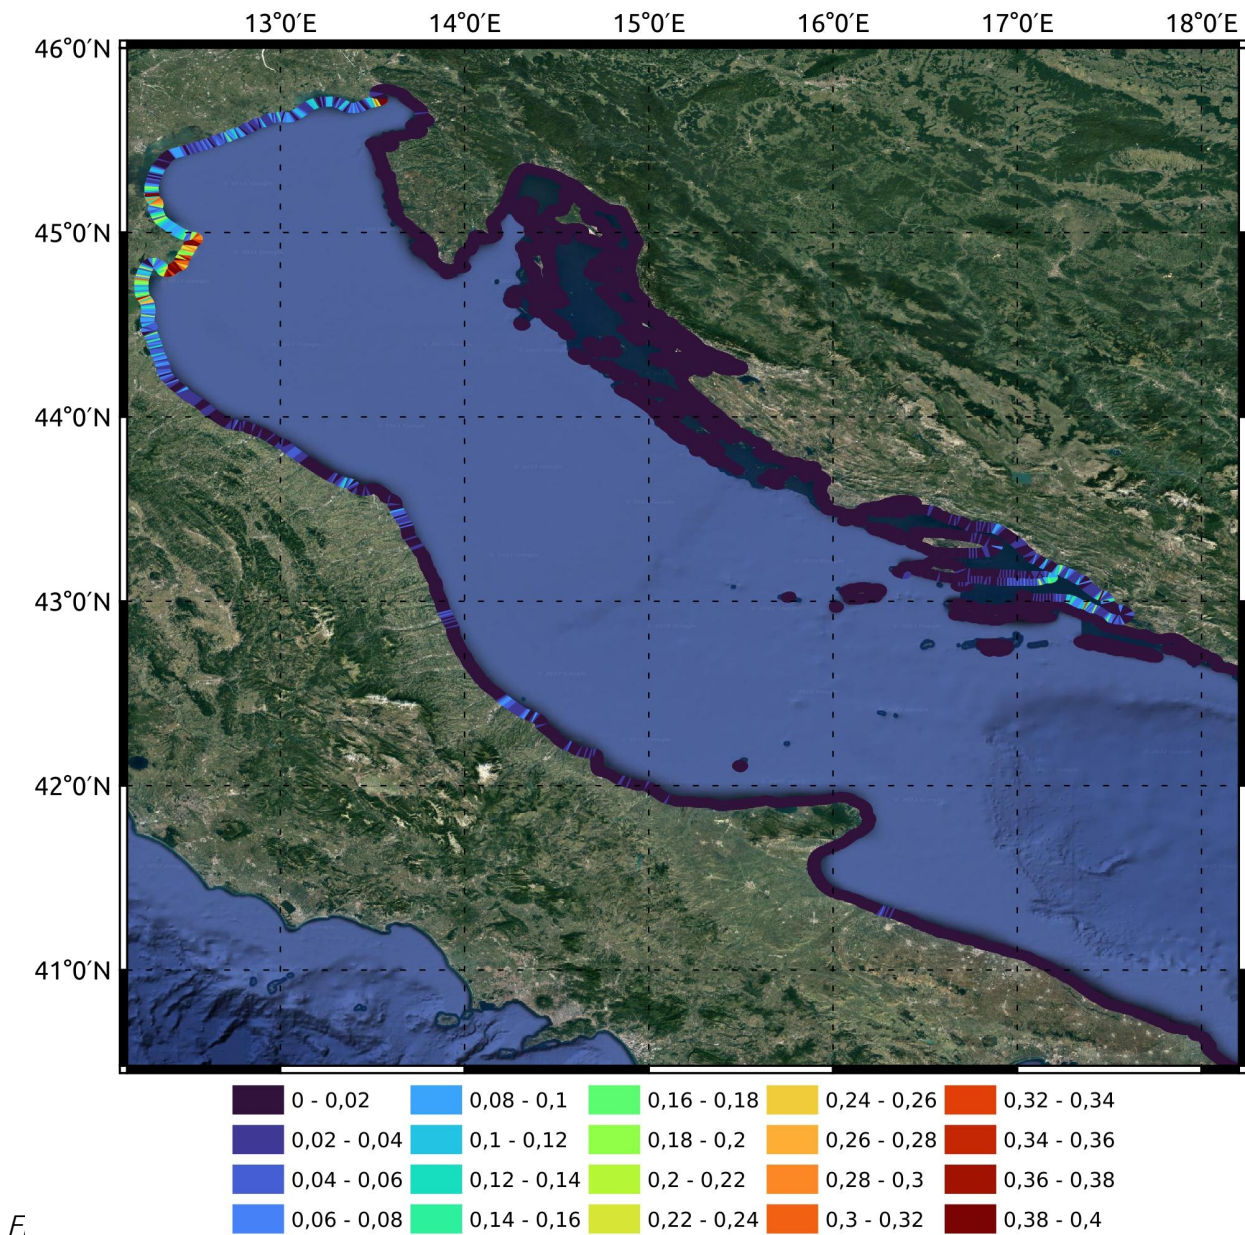 13°0′E 14°0′E 15°0′E 16°0′E 17°0′E 18°0′E
46°0′N
45°0′N
44°0′N
43°0′N
42°0′N
41°0′N
0 - 0,02 0,08 - 0,1 0,16 - 0,18 0,24 - 0,26 0,32 - 0,34
0,02 - 0,04 0,1 - 0,12 0,18 - 0,2 0,26 - 0,28 0,34 - 0,36
0,04 - 0,06 0,12 - 0,14 0,2 - 0,22 0,28 - 0,3 0,36 - 0,38
0,06 - 0,08 0,14 - 0,16 0,22 - 0,24 0,3 - 0,32 0,38 - 0,4